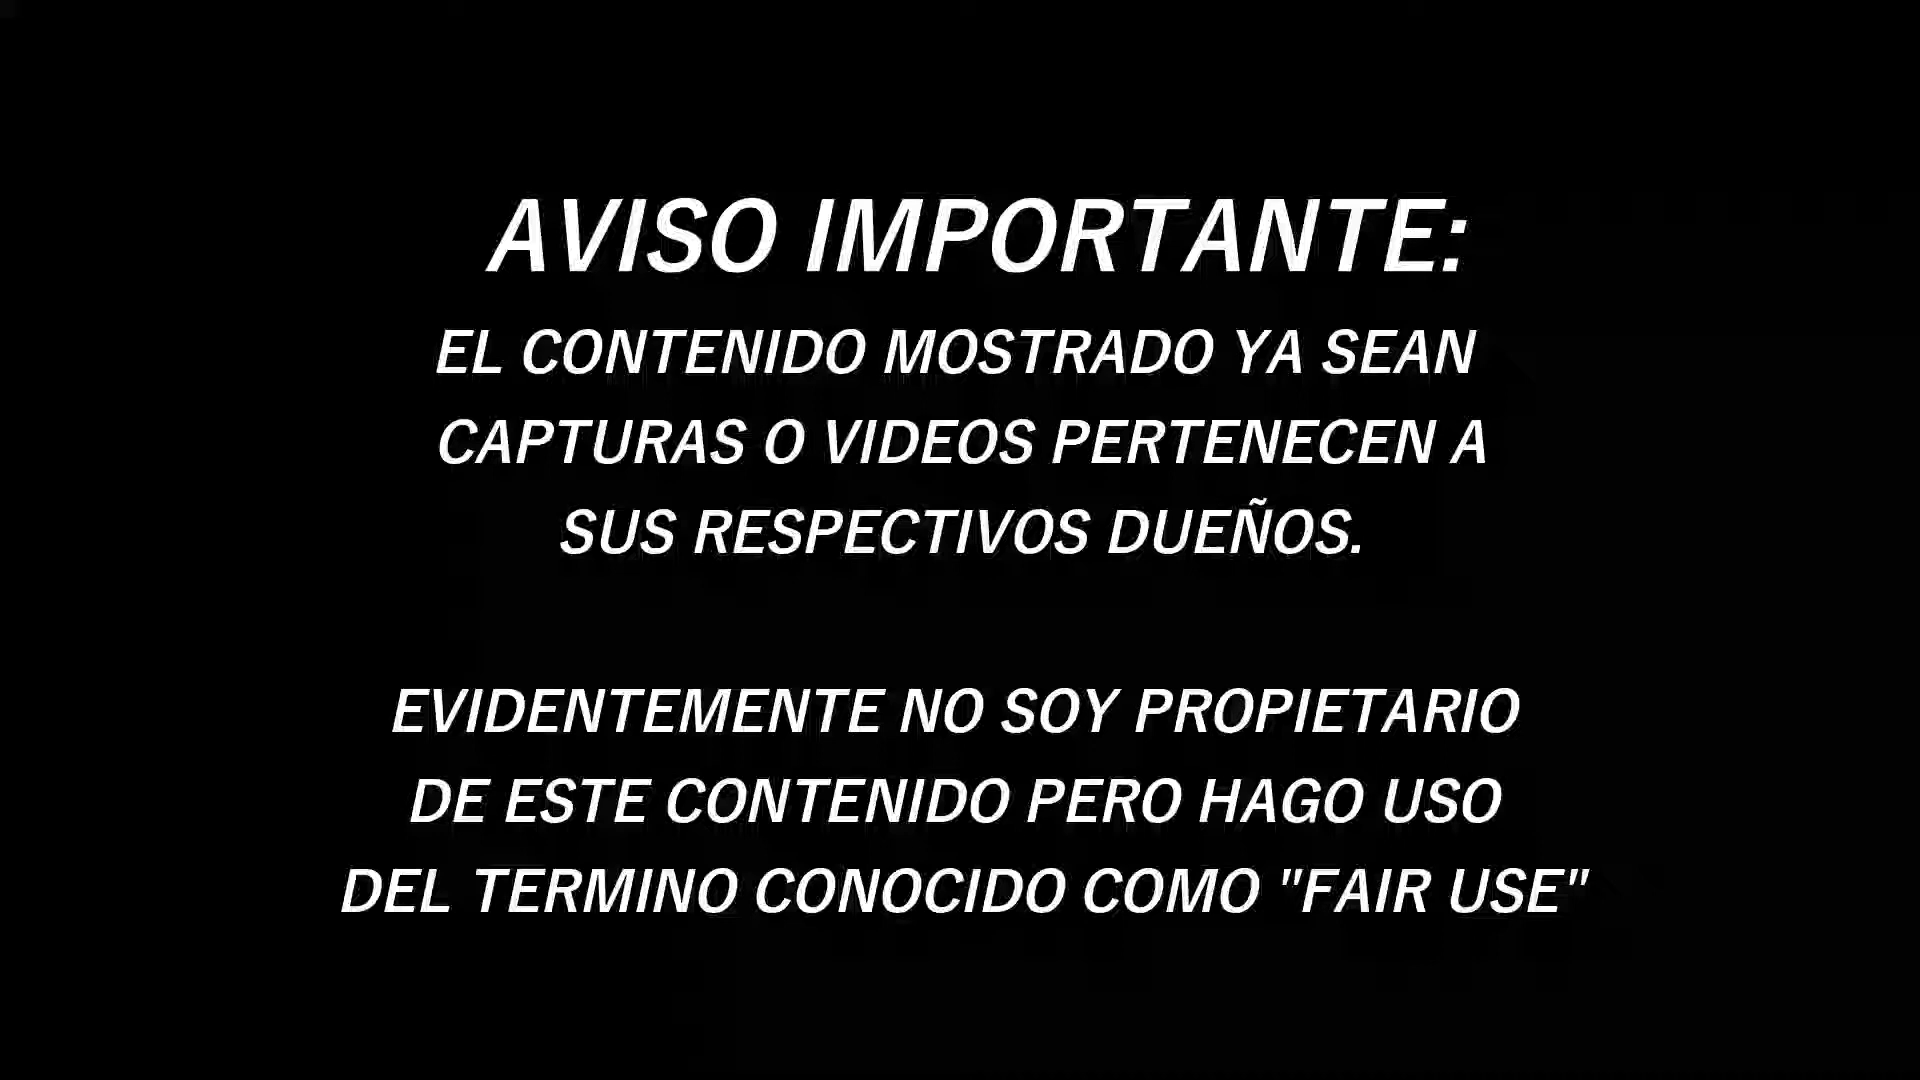 AVISO IMPORTANTE:
EL CONTENIDO MOSTRADO YA SEAN
CAPTURAS O VIDEOS PERTENECEN A
SUS RESPECTIVOS DUEÑOS.
EVIDENTEMENTE NO SOY PROPIETARIO
DE ESTE CONTENIDO PERO HAGO USO
DEL TERMINO CONOCIDO COMO "FAIR USE"